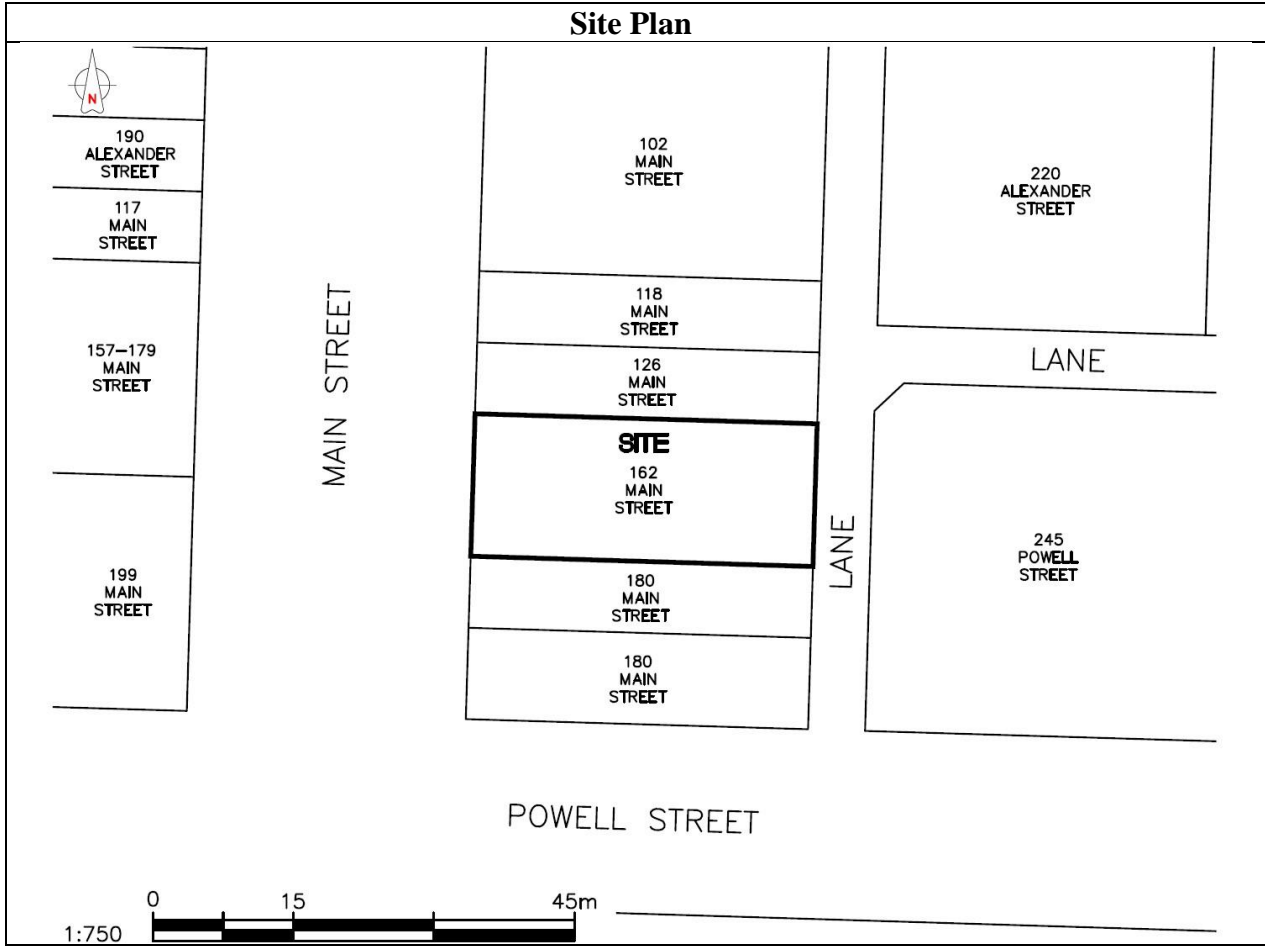 Site Plan
N
190
ALEXANDER
STREET
117
MAIN
STREET
157–179
MAIN
STREET
199
MAIN
STREET
MAIN STREET
102
MAIN
STREET
118
MAIN
STREET
126
MAIN
STREET
SITE
162
MAIN
STREET
180
MAIN
STREET
180
MAIN
STREET
LANE
220
ALEXANDER
STREET
LANE
245
POWELL
STREET
POWELL STREET
0 15 45m
1:750